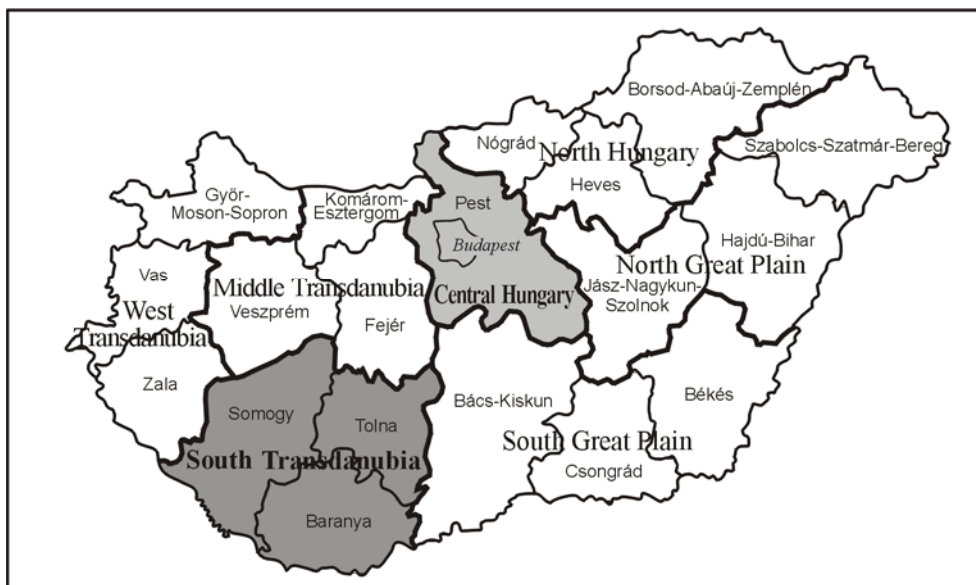 Borsod-Abaúj-Zemplén
Nógrád
North Hungary
Szabolcs-Szatmár-Bereg
Heves
Győr-
Moson-Sopron
Komárom-
Esztergom
Pest
Budapest
Hajdú-Bihar
North Great Plain
Vas
Middle Transdanubia
Veszprém
Central Hungary
Jász-Nagykun-
Szolnok
West
Transdanubia
Fejér
Zala
Somogy
Tolna
Bács-Kiskun
Békés
South Transdanubia
South Great Plain
Csongrád
Baranya